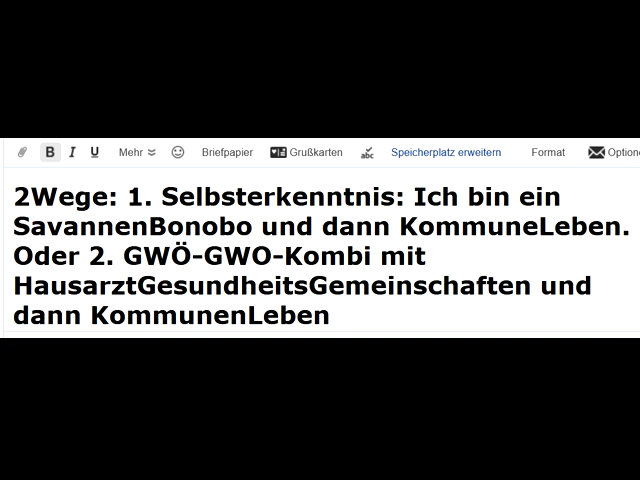 B I U Mehr Briefpapier Grußkarten abc Speicherplatz erweitern Format Option
2Wege: 1. Selbsterkenntnis: Ich bin ein
SavannenBonobo und dann KommuneLeben.
Oder 2. GWÖ-GWO-Kombi mit
HausarztGesundheitsGemeinschaften und
dann KommunenLeben